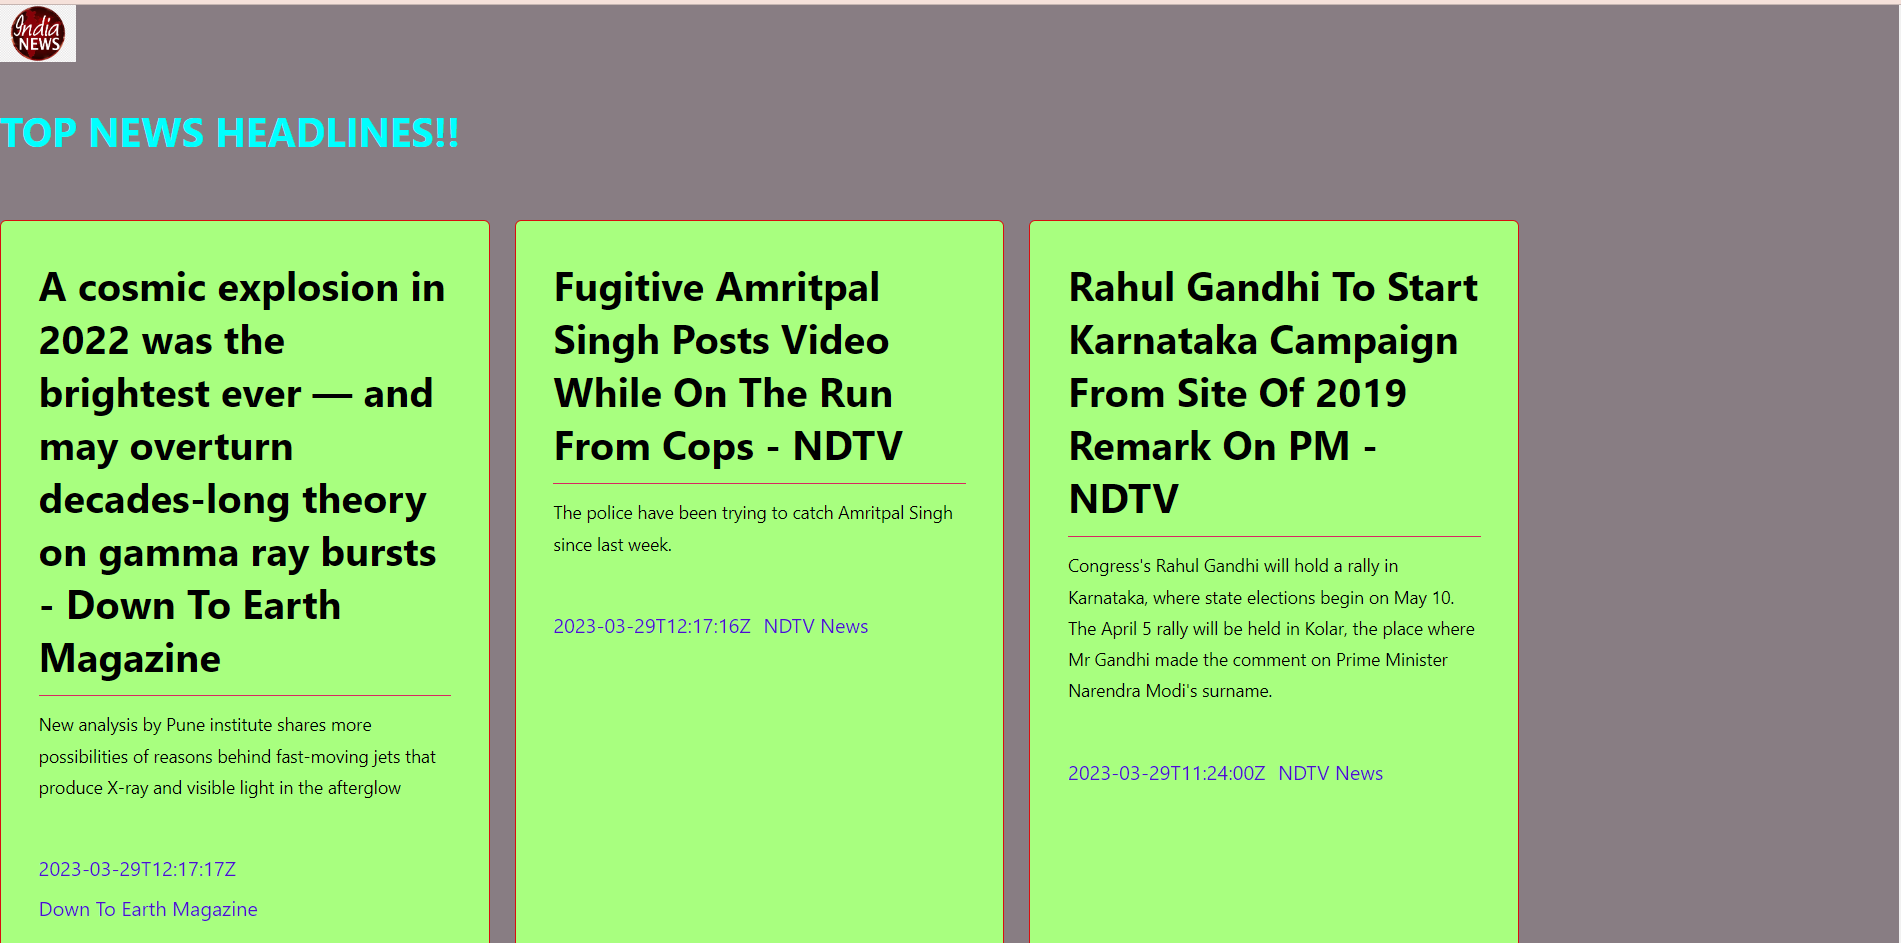 India
NEWS
TOP NEWS HEADLINES!!
A cosmic explosion in
2022 was the
brightest ever — and
may overturn
decades-long theory
on gamma ray bursts
- Down To Earth
Magazine
New analysis by Pune institute shares more
possibilities of reasons behind fast-moving jets that
produce X-ray and visible light in the afterglow
2023-03-29T12:17:17Z
Down To Earth Magazine
Fugitive Amritpal
Singh Posts Video
While On The Run
From Cops - NDTV
The police have been trying to catch Amritpal Singh
since last week.
2023-03-29T12:17:16Z NDTV News
Rahul Gandhi To Start
Karnataka Campaign
From Site Of 2019
Remark On PM -
NDTV
Congress's Rahul Gandhi will hold a rally in
Karnataka, where state elections begin on May 10.
The April 5 rally will be held in Kolar, the place where
Mr Gandhi made the comment on Prime Minister
Narendra Modi's surname.
2023-03-29T11:24:00Z NDTV News